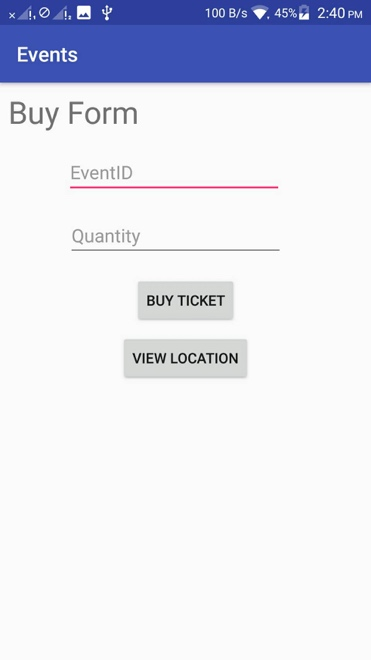 100 B/s 45% 2:40 PM
Events
Buy Form
EventID
Quantity
BUY TICKET
VIEW LOCATION